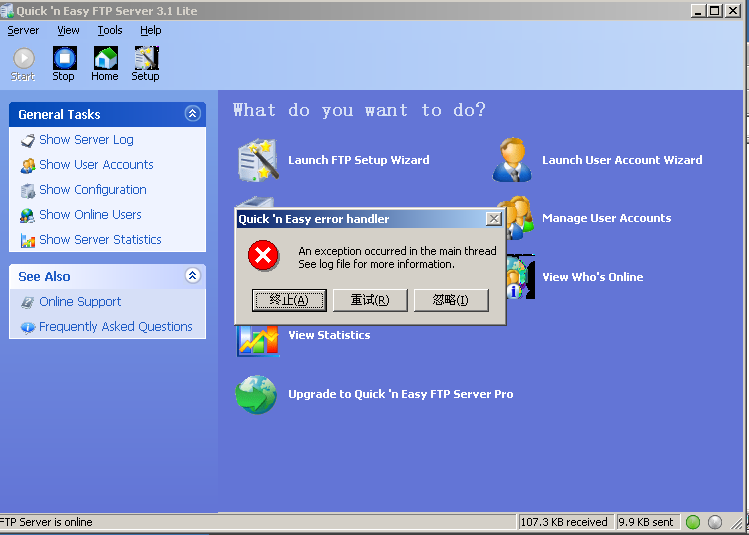 Quick 'n Easy FTP Server 3.1 Lite
Server View Tools Help
Start Stop Home Setup
General Tasks
Show Server Log
Show User Accounts
Show Configuration
Show Online Users
Show Server Statistics
See Also
Online Support
Frequently Asked Questions
What do you want to do?
Launch FTP Setup Wizard
Launch User Account Wizard
Manage User Accounts
View Who's Online
View Statistics
Upgrade to Quick 'n Easy FTP Server Pro
Quick 'n Easy error handler
An exception occurred in the main thread
See log file for more information.
终止(A) 重试(R) 忽略(I)
FTP Server is online
107.3 KB received
9.9 KB sent